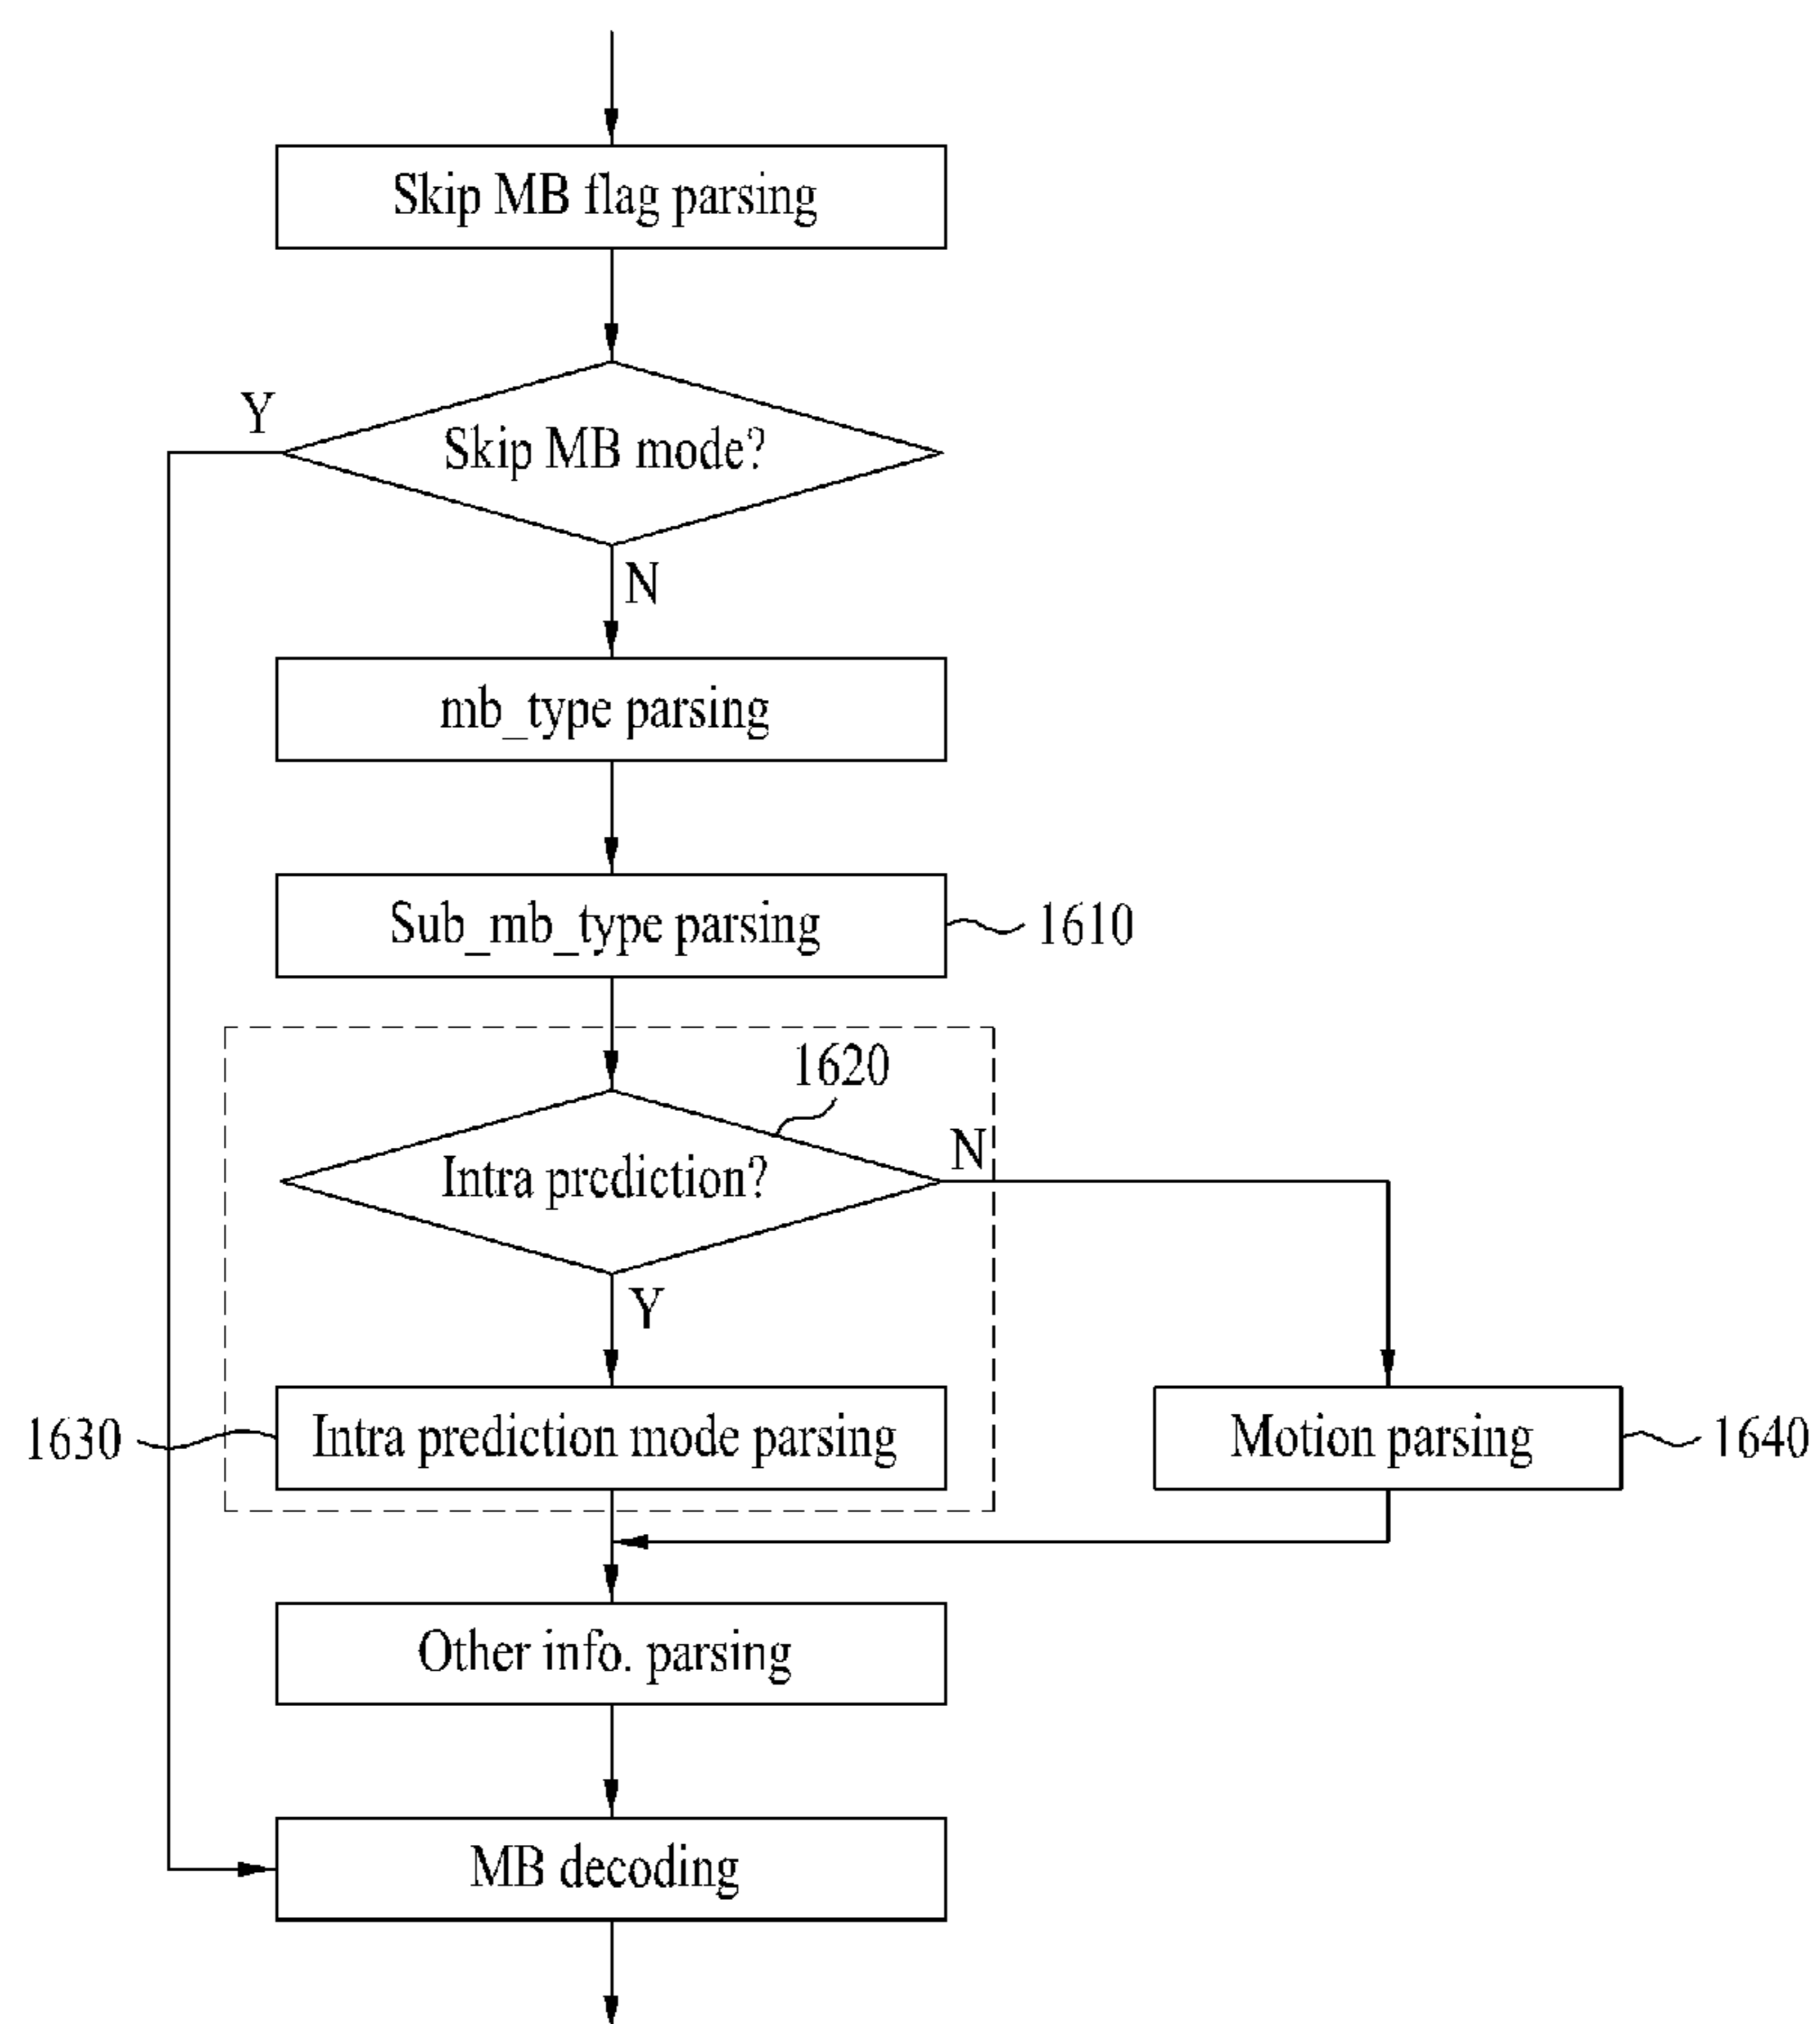 Skip MB flag parsing
Y
Skip MB mode?
N
mb_type parsing
Sub_mb_type parsing
1610
1620
Intra prediction?
N
Y
1630
Intra prediction mode parsing
Motion parsing
1640
Other info. parsing
MB decoding